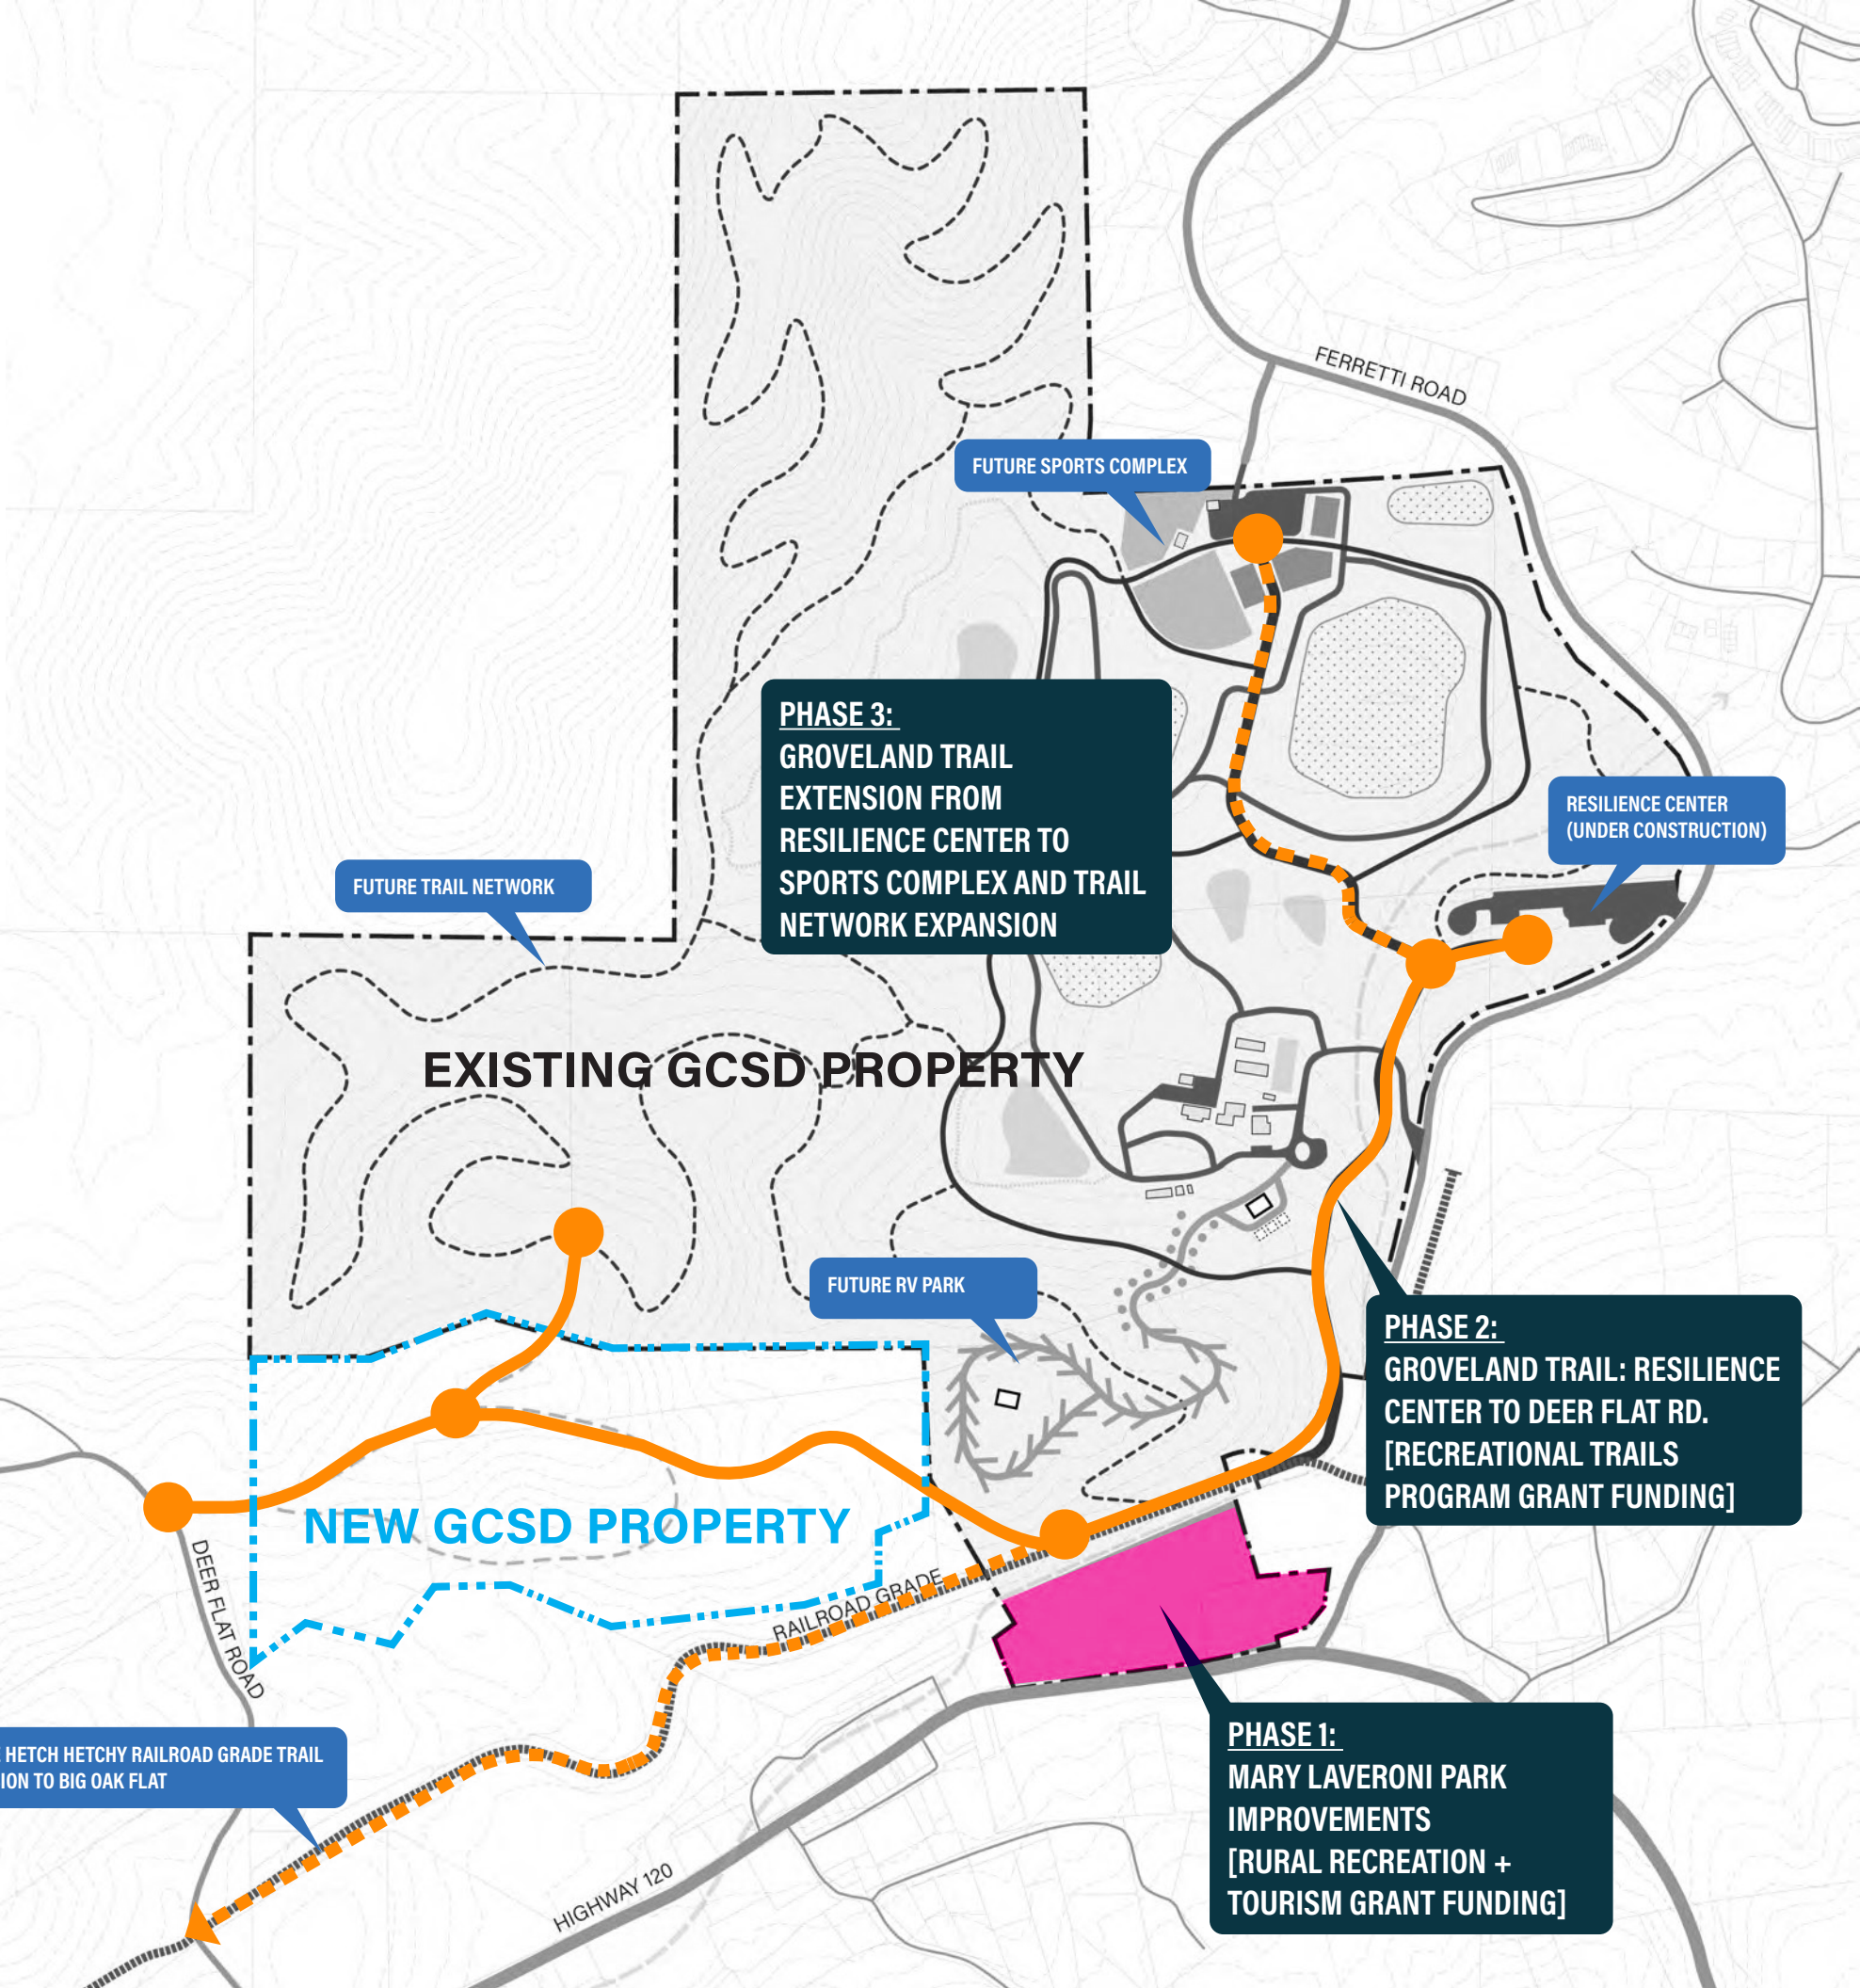 FERRETTI ROAD
FUTURE SPORTS COMPLEX
PHASE 3:
GROVELAND TRAIL
EXTENSION FROM
RESILIENCE CENTER TO
SPORTS COMPLEX AND TRAIL
NETWORK EXPANSION
RESILIENCE CENTER
(UNDER CONSTRUCTION)
FUTURE TRAIL NETWORK
EXISTING GCSD PROPERTY
FUTURE RV PARK
PHASE 2:
GROVELAND TRAIL: RESILIENCE
CENTER TO DEER FLAT RD.
[RECREATIONAL TRAILS
PROGRAM GRANT FUNDING]
NEW GCSD PROPERTY
DEER FLAT ROAD
RAILROAD GRADE
HETCH HETCHY RAILROAD GRADE TRAIL
ION TO BIG OAK FLAT
PHASE 1:
MARY LAVERONI PARK
IMPROVEMENTS
[RURAL RECREATION +
TOURISM GRANT FUNDING]
HIGHWAY 120